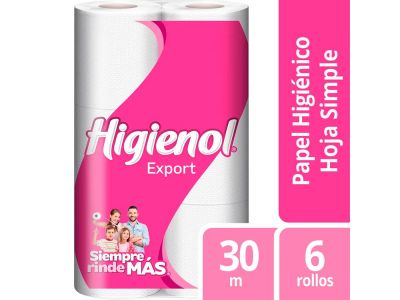 Higienol
Export
Siempre
rinde MÁS
Papel Higiénico
Hoja Simple
30
m
6
rollos